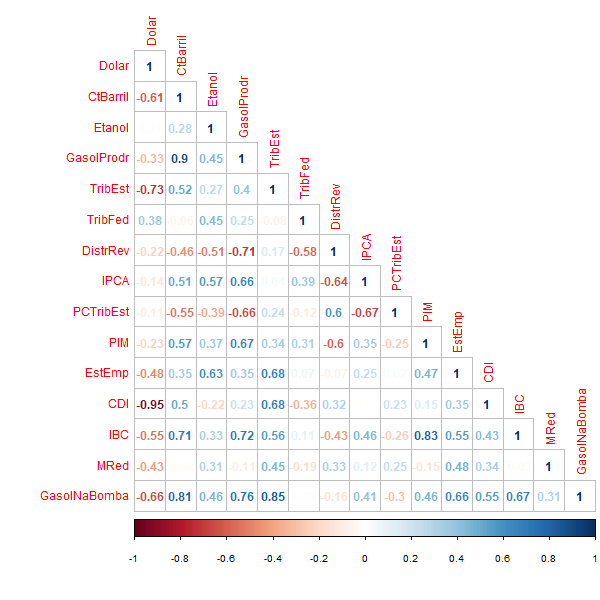 Dolar
Dolar 1 CtBarril
CtBarril -0.61 1 Etanol
Etanol 0.28 1 GasolProdr
GasolProdr -0.33 0.9 0.45 1 TribEst
TribEst -0.73 0.52 0.27 0.4 1 TribFed
TribFed 0.38 -0.06 0.45 0.25 -0.08 1 DistrRev
DistrRev -0.22 -0.46 -0.51 -0.71 0.17 -0.58 1 IPCA
IPCA -0.14 0.51 0.57 0.66 0.39 -0.64 1 PCTribEst
PCTribEst -0.11 -0.55 -0.39 -0.66 0.24 -0.12 0.6 -0.67 1 PIM
PIM -0.23 0.57 0.37 0.67 0.34 0.31 -0.6 0.35 -0.25 1 EstEmp
EstEmp -0.48 0.35 0.63 0.35 0.68 0.07 -0.07 0.25 0.47 1 CDI
CDI -0.95 0.5 -0.22 0.23 0.68 -0.36 0.32 0.23 0.15 0.35 1 IBC
IBC -0.55 0.71 0.33 0.72 0.56 0.11 -0.43 0.46 -0.26 0.83 0.55 0.43 1 MRed
MRed -0.43 0.31 -0.11 0.45 -0.19 0.33 0.12 0.25 -0.15 0.48 0.34 1 GasolNaBomba
GasolNaBomba -0.66 0.81 0.46 0.76 0.85 -0.16 0.41 -0.3 0.46 0.66 0.55 0.67 0.31 1
-1 -0.8 -0.6 -0.4 -0.2 0 0.2 0.4 0.6 0.8 1